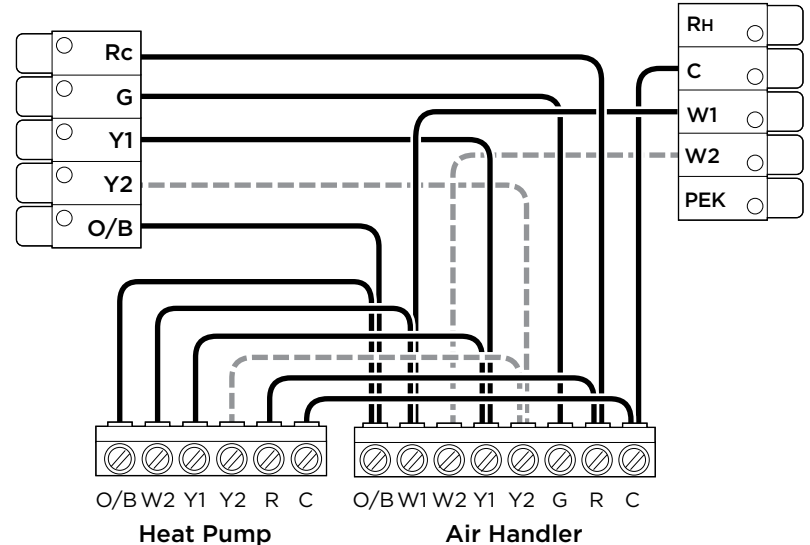 Rc
G
Y1
Y2
O/B
RH
C
W1
W2
PEK
O/B W2 Y1 Y2 R C
Heat Pump
O/B W1 W2 Y1 Y2 G R C
Air Handler